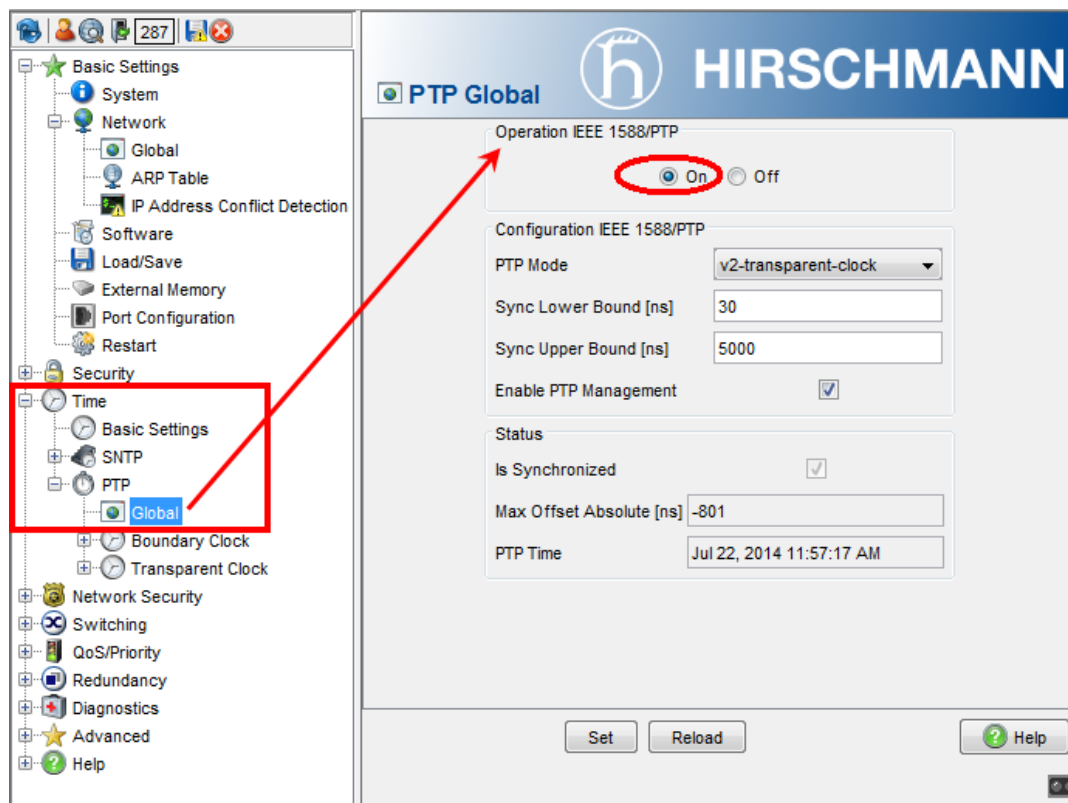 287
Basic Settings
System
Network
Global
ARP Table
IP Address Conflict Detection
Software
Load/Save
External Memory
Port Configuration
Restart
Security
Time
Basic Settings
SNTP
PTP
Global
Boundary Clock
Transparent Clock
Network Security
Switching
QoS/Priority
Redundancy
Diagnostics
Advanced
Help
PTP Global
HIRSCHMANN
Operation IEEE 1588/PTP
On Off
Configuration IEEE 1588/PTP
PTP Mode v2-transparent-clock
Sync Lower Bound [ns] 30
Sync Upper Bound [ns] 5000
Enable PTP Management
Status
Is Synchronized
Max Offset Absolute [ns] -801
PTP Time Jul 22, 2014 11:57:17 AM
Set Reload Help